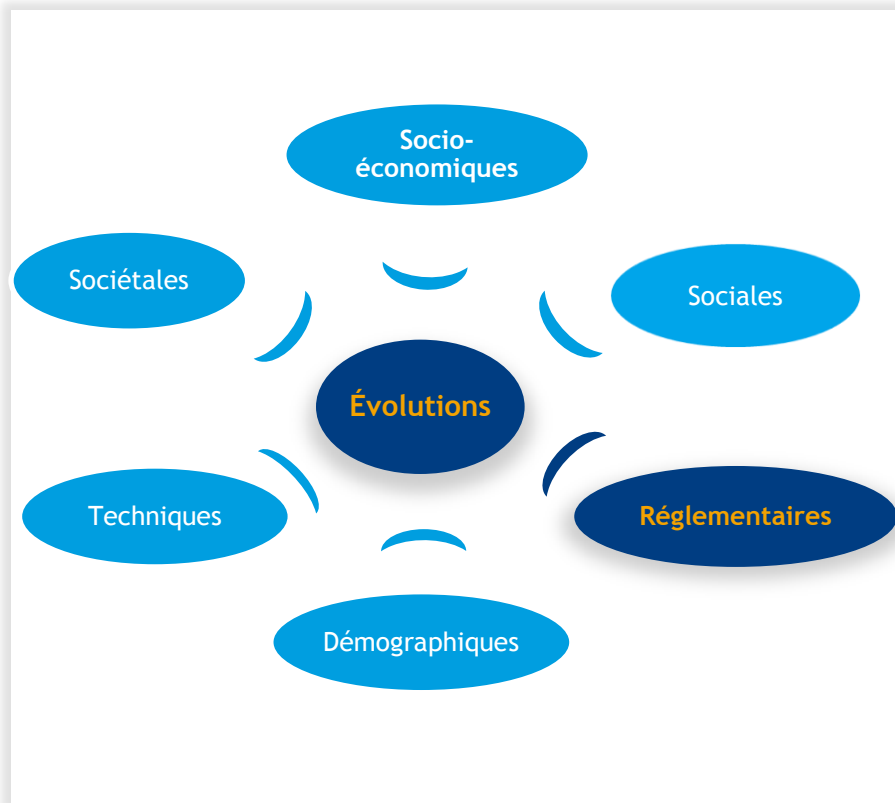 Socio-
économiques
Sociétales
Sociales
Évolutions
Techniques
Réglementaires
Démographiques